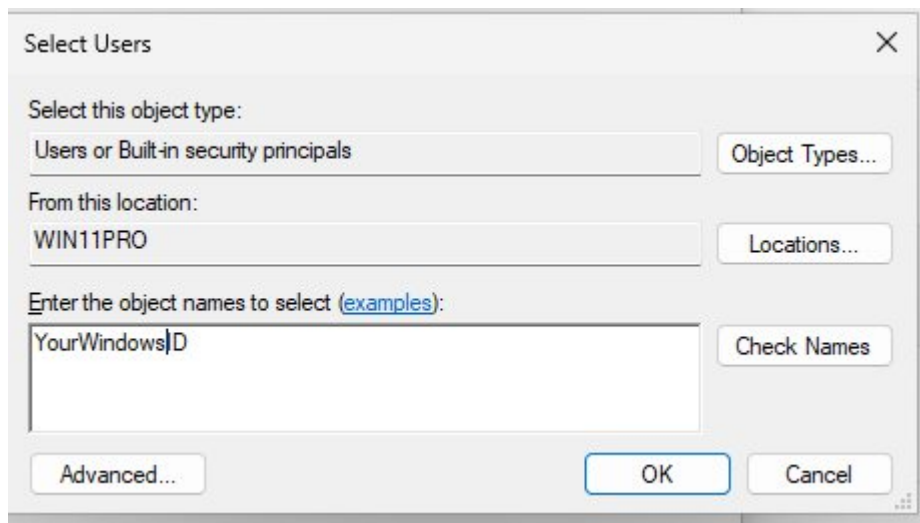 Select Users
Select this object type:
Users or Built-in security principals
Object Types...
From this location:
WIN11PRO
Locations...
Enter the object names to select (examples):
YourWindowsID
Check Names
Advanced...
OK
Cancel